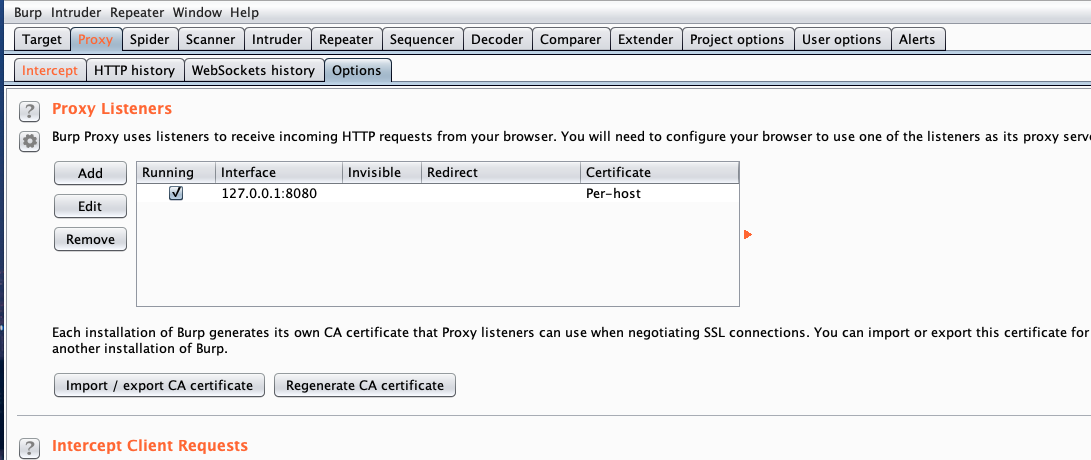 Burp Intruder Repeater Window Help
Target Proxy Spider Scanner Intruder Repeater Sequencer Decoder Comparer Extender Project options User options Alerts
Intercept HTTP history WebSockets history Options
? Proxy Listeners
Burp Proxy uses listeners to receive incoming HTTP requests from your browser. You will need to configure your browser to use one of the listeners as its proxy serve
Add Running Interface Invisible Redirect Certificate
127.0.0.1:8080 Per-host
Edit
Remove
Each installation of Burp generates its own CA certificate that Proxy listeners can use when negotiating SSL connections. You can import or export this certificate for
another installation of Burp.
Import / export CA certificate Regenerate CA certificate
? Intercept Client Requests